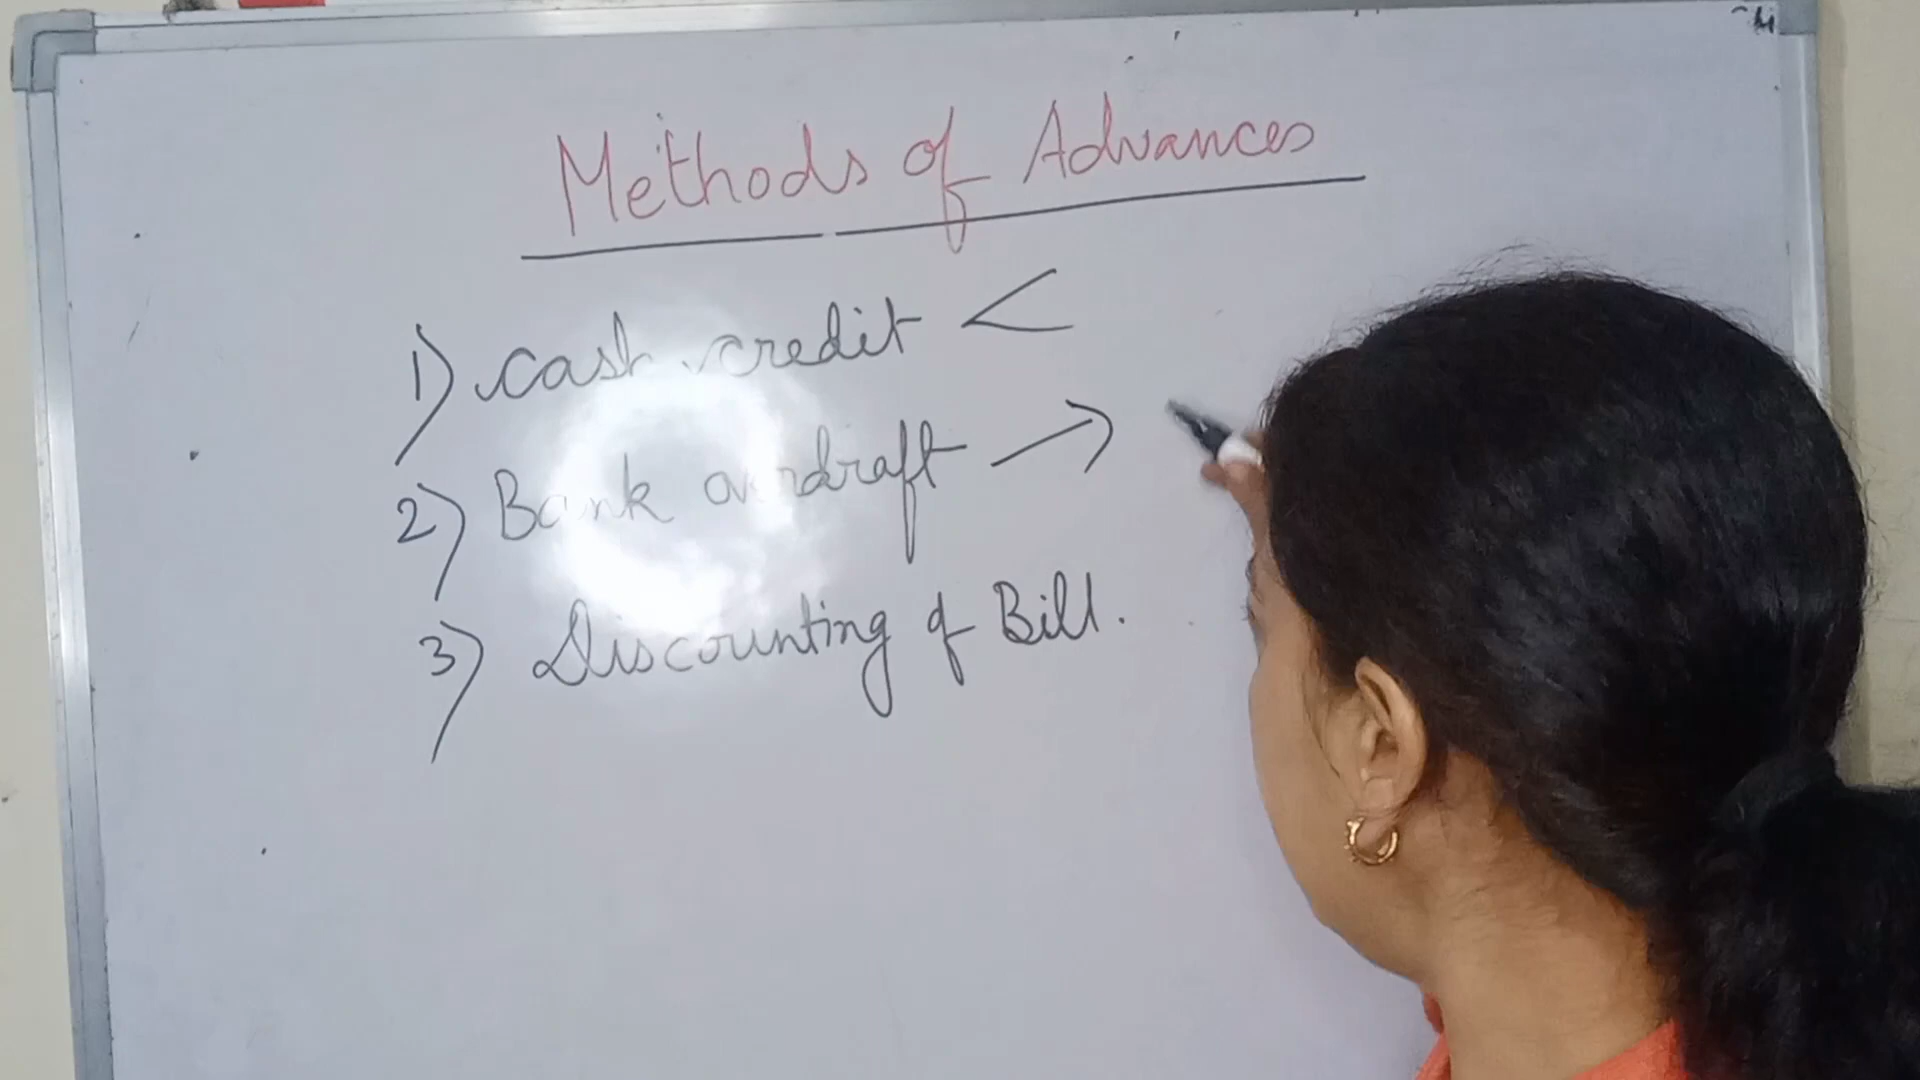 Methods of Advances
1) cash credit <
2) Bank overdraft →
3) Discounting of Bill.